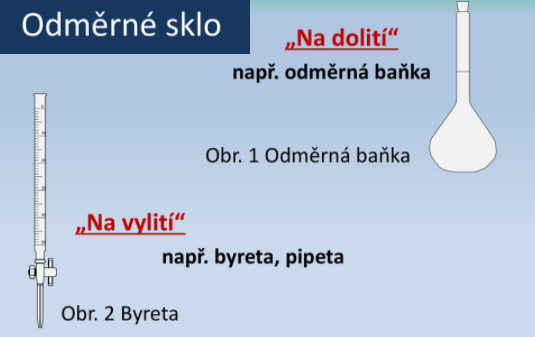 Odměrné sklo
„Na dolití“
např. odměrná baňka
Obr. 1 Odměrná baňka
„Na vylití“
např. byreta, pipeta
Obr. 2 Byreta